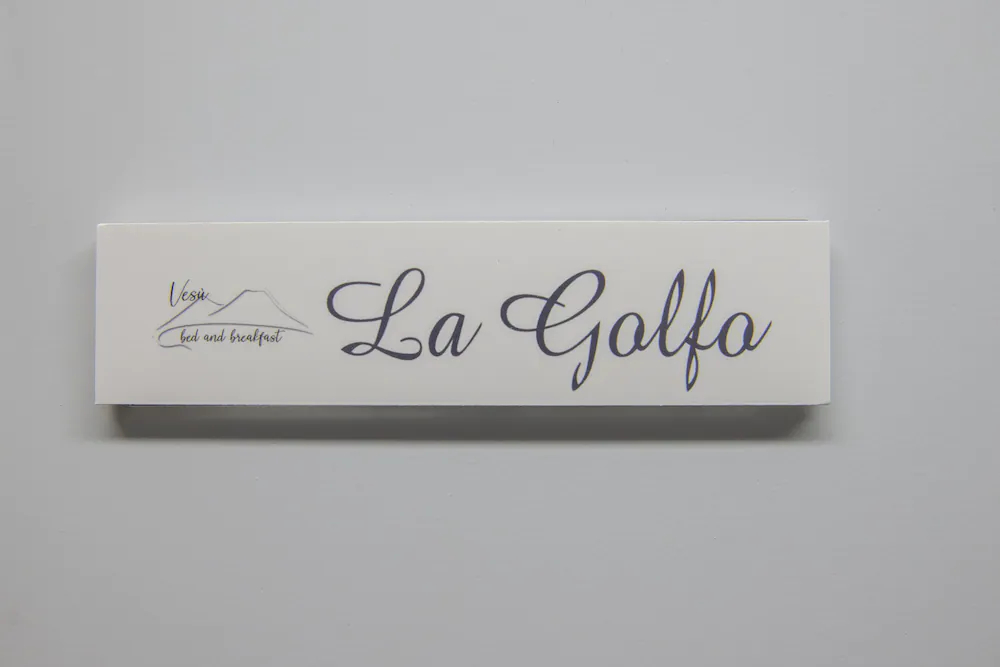 Vesù
bed and breakfast
La Golfo